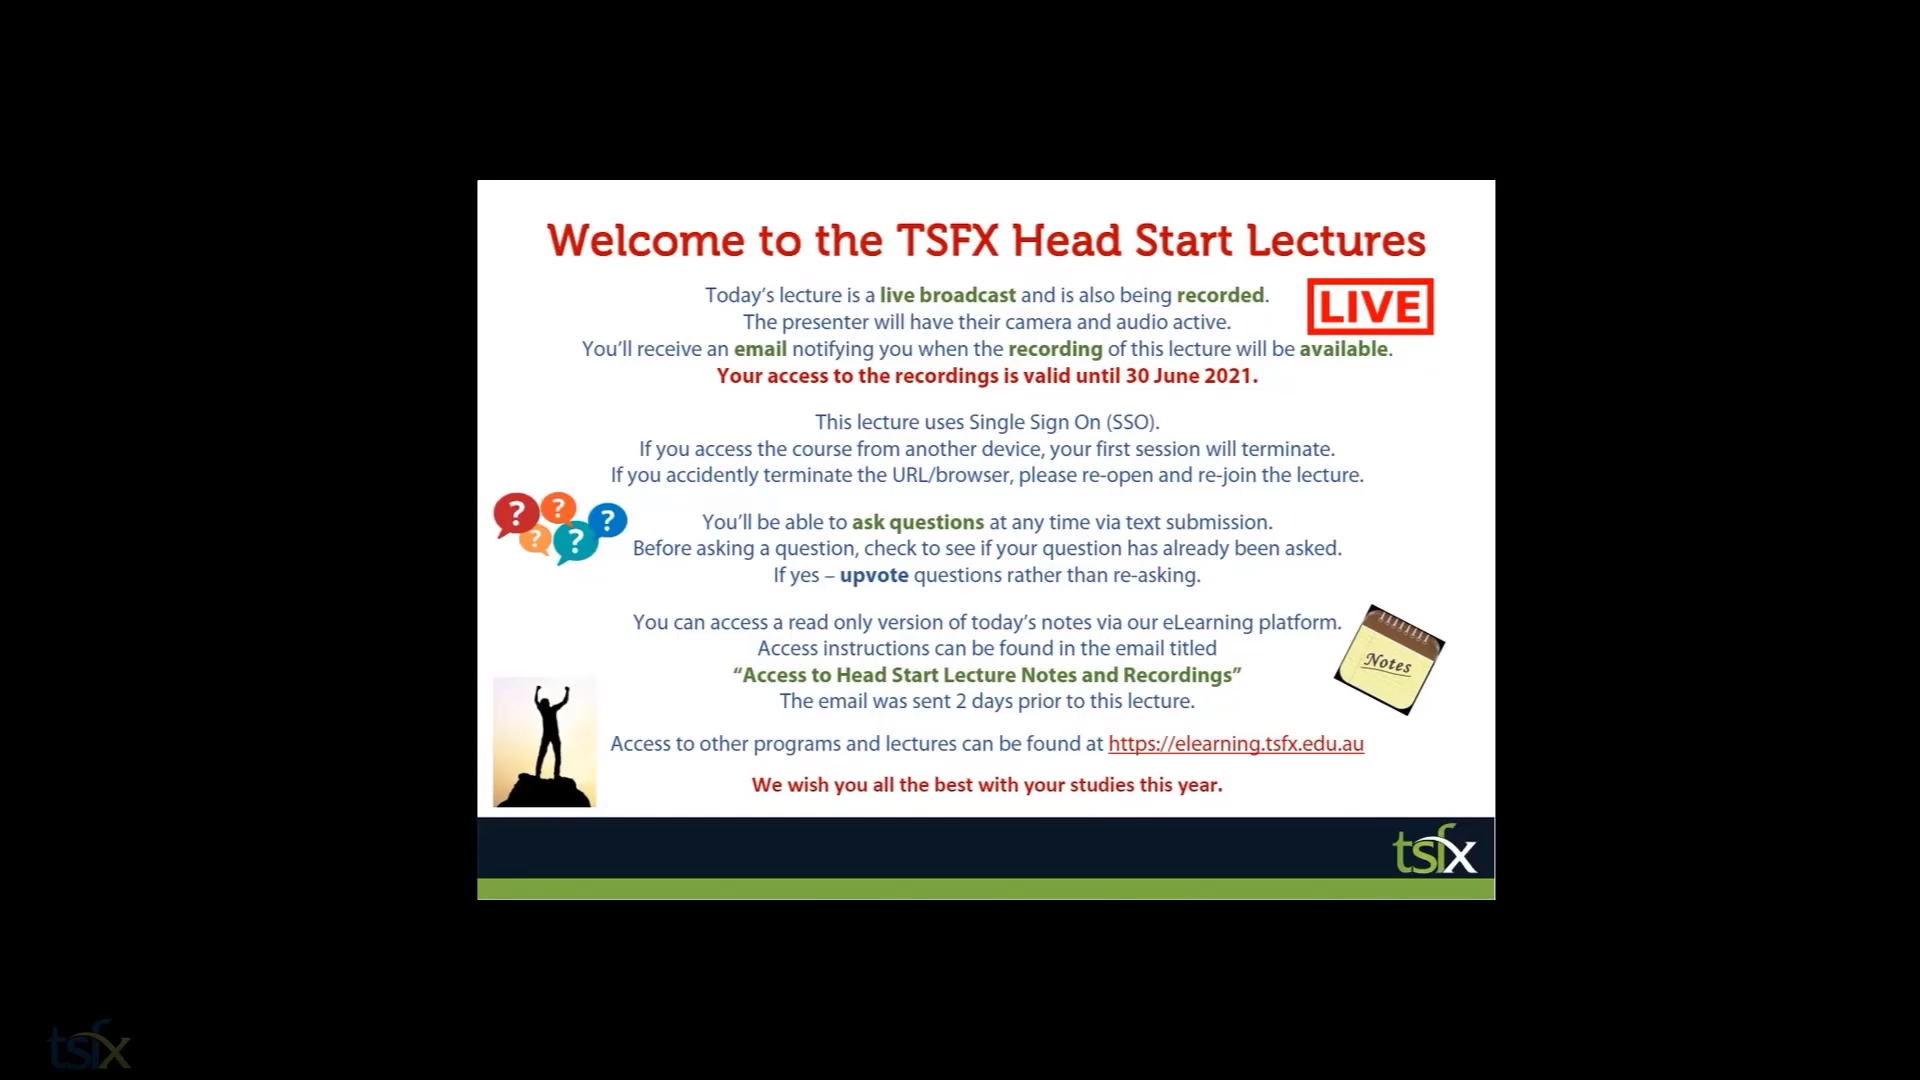 Welcome to the TSFX Head Start Lectures
Today's lecture is a live broadcast and is also being recorded.
LIVE
The presenter will have their camera and audio active.
You'll receive an email notifying you when the recording of this lecture will be available.
Your access to the recordings is valid until 30 June 2021.
This lecture uses Single Sign On (SSO).
If you access the course from another device, your first session will terminate.
If you accidently terminate the URL/browser, please re-open and re-join the lecture.
? ? ? ? ?
You'll be able to ask questions at any time via text submission.
Before asking a question, check to see if your question has already been asked.
If yes – upvote questions rather than re-asking.
You can access a read only version of today's notes via our eLearning platform.
Access instructions can be found in the email titled
“Access to Head Start Lecture Notes and Recordings”
The email was sent 2 days prior to this lecture.
Notes
Access to other programs and lectures can be found at https://elearning.tsfx.edu.au
We wish you all the best with your studies this year.
tsfx
tsfx